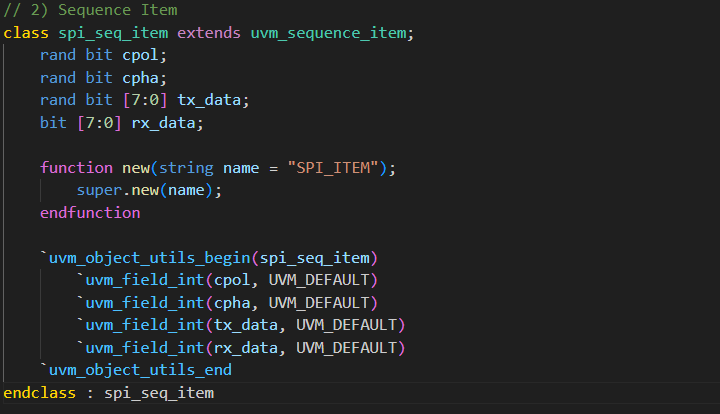 // 2) Sequence Item
class spi_seq_item extends uvm_sequence_item;
    rand bit cpol;
    rand bit cpha;
    rand bit [7:0] tx_data;
    bit [7:0] rx_data;

    function new(string name = "SPI_ITEM");
        super.new(name);
    endfunction

    `uvm_object_utils_begin(spi_seq_item)
        `uvm_field_int(cpol, UVM_DEFAULT)
        `uvm_field_int(cpha, UVM_DEFAULT)
        `uvm_field_int(tx_data, UVM_DEFAULT)
        `uvm_field_int(rx_data, UVM_DEFAULT)
    `uvm_object_utils_end
endclass : spi_seq_item